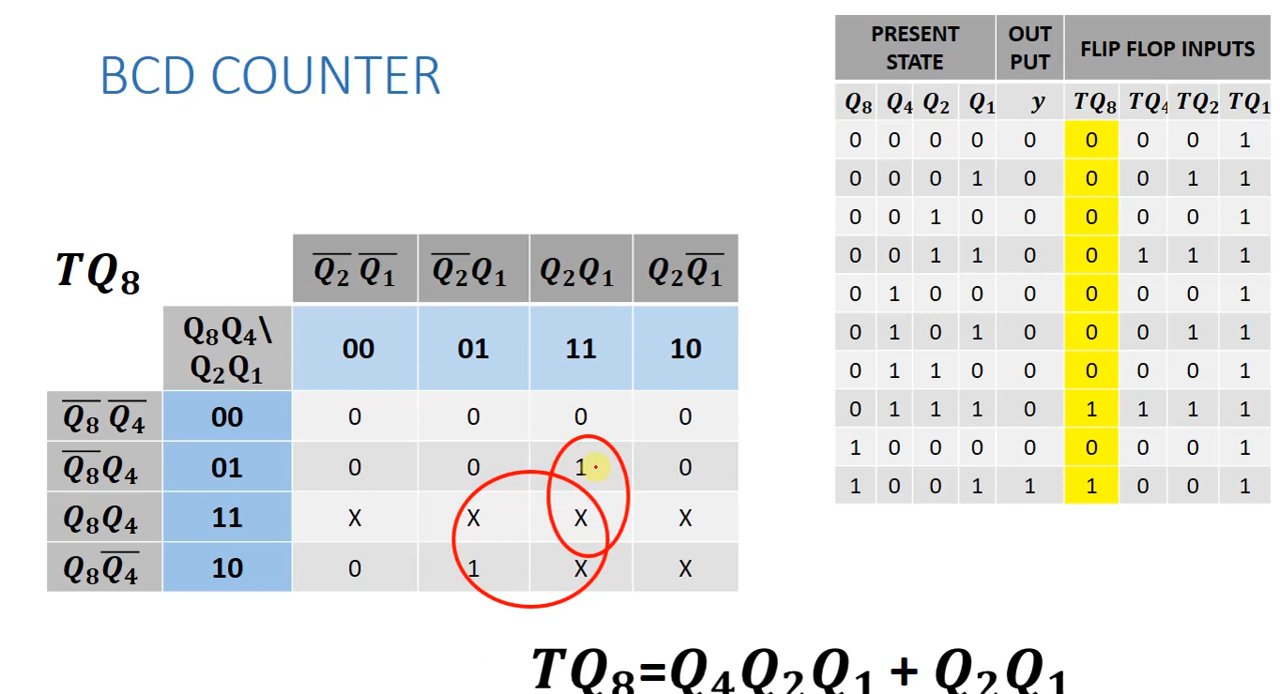 BCD COUNTER
PRESENT STATE | OUT PUT | FLIP FLOP INPUTS
Q₈ Q₄ Q₂ Q₁ y TQ₈ TQ₄ TQ₂ TQ₁
0 0 0 0 0 0 0 0 1
0 0 0 1 0 0 0 1 1
0 0 1 0 0 0 0 0 1
0 0 1 1 0 0 1 1 1
0 1 0 0 0 0 0 0 1
0 1 0 1 0 0 0 1 1
0 1 1 0 0 0 0 0 1
0 1 1 1 0 1 1 1 1
1 0 0 0 0 0 0 0 1
1 0 0 1 1 1 0 0 1
TQ₈
Q̅₂ Q̅₁ Q̅₂Q₁ Q₂Q₁ Q₂Q̅₁
Q₈Q₄\ Q₂Q₁ 00 01 11 10
Q̅₈ Q̅₄ 00 0 0 0 0
Q̅₈Q₄ 01 0 0 1 0
Q₈Q₄ 11 X X X X
Q₈Q̅₄ 10 0 1 X X
TQ₈=Q₄Q₂Q₁ + Q₂Q₁